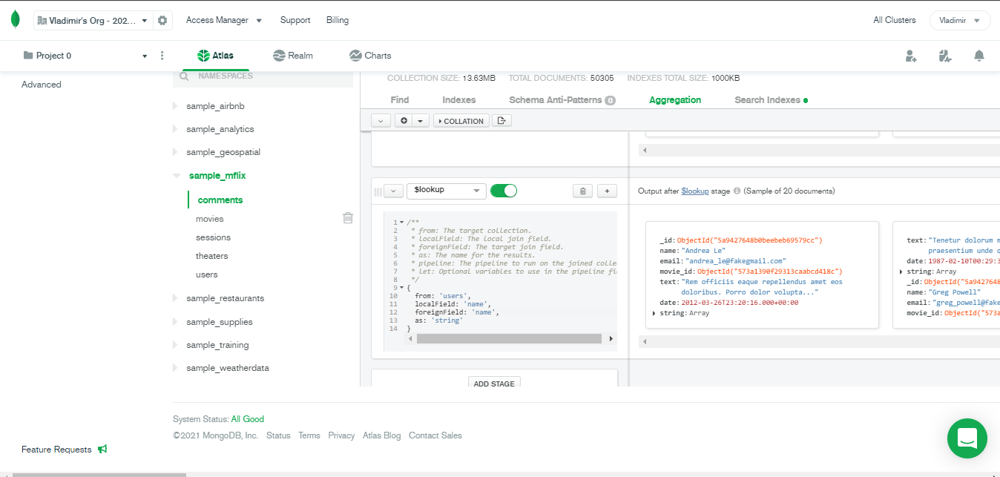 Vladimir's Org - 202...
Access Manager
Support
Billing
All Clusters
Vladimir
Project 0
Atlas
Realm
Charts
Advanced
NAMESPACES
sample_airbnb
sample_analytics
sample_geospatial
sample_mflix
comments
movies
sessions
theaters
users
sample_restaurants
sample_supplies
sample_training
sample_weatherdata
COLLECTION SIZE: 13.63MB TOTAL DOCUMENTS: 50305 INDEXES TOTAL SIZE: 1000KB
Find
Indexes
Schema Anti-Patterns 0
Aggregation
Search Indexes
COLLATION
$lookup
1 /**
2 * from: The target collection.
3 * localField: The local join field.
4 * foreignField: The target join field.
5 * as: The name for the results.
6 * pipeline: The pipeline to run on the joined colle
7 * let: Optional variables to use in the pipeline fi
8 */
9 {
10 from: 'users',
11 localField: 'name',
12 foreignField: 'name',
13 as: 'string'
14 }
ADD STAGE
Output after $lookup stage (Sample of 20 documents)
_id: ObjectId("5a9427648b0beebeb69579cc")
name: "Andrea Le"
email: "andrea_le@fakegmail.com"
movie_id: ObjectId("573a1390f29313caabcd418c")
text: "Rem officiis eaque repellendus amet eos
doloribus. Porro dolor volupta..."
date: 2012-03-26T23:20:16.000+00:00
string: Array
text: "Tenetur dolorum m
praesentium unde q
date: 1987-02-10T00:29:3
string: Array
_id: ObjectId("5a9427648
name: "Greg Powell"
email: "greg_powell@fake
movie_id: ObjectId("573a
System Status: All Good
©2021 MongoDB, Inc. Status Terms Privacy Atlas Blog Contact Sales
Feature Requests